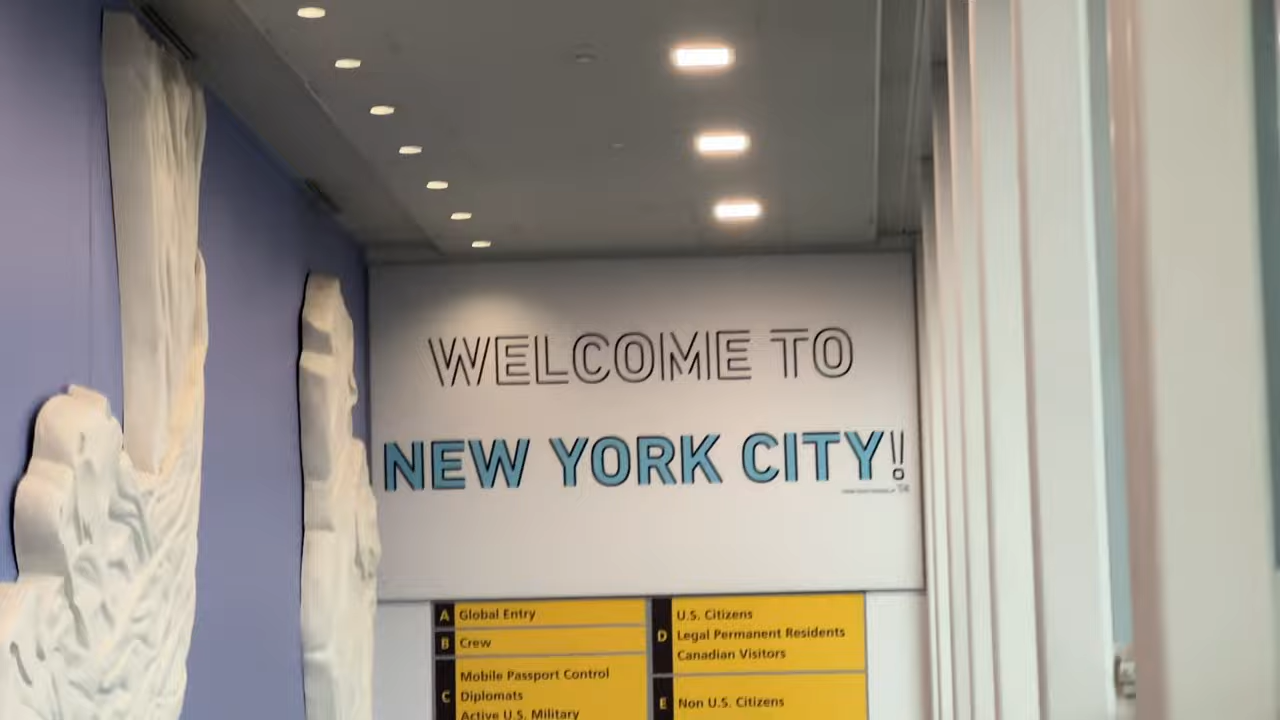 WELCOME TO
NEW YORK CITY!
A Global Entry
B Crew
C Mobile Passport Control
Diplomats
Active U.S. Military
D U.S. Citizens
Legal Permanent Residents
Canadian Visitors
E Non U.S. Citizens